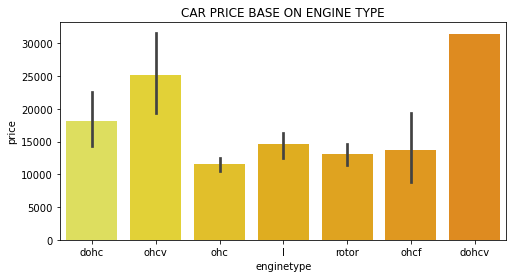 CAR PRICE BASE ON ENGINE TYPE
30000
25000
20000
15000
10000
5000
0
price
dohc ohcv ohc l rotor ohcf dohcv
enginetype